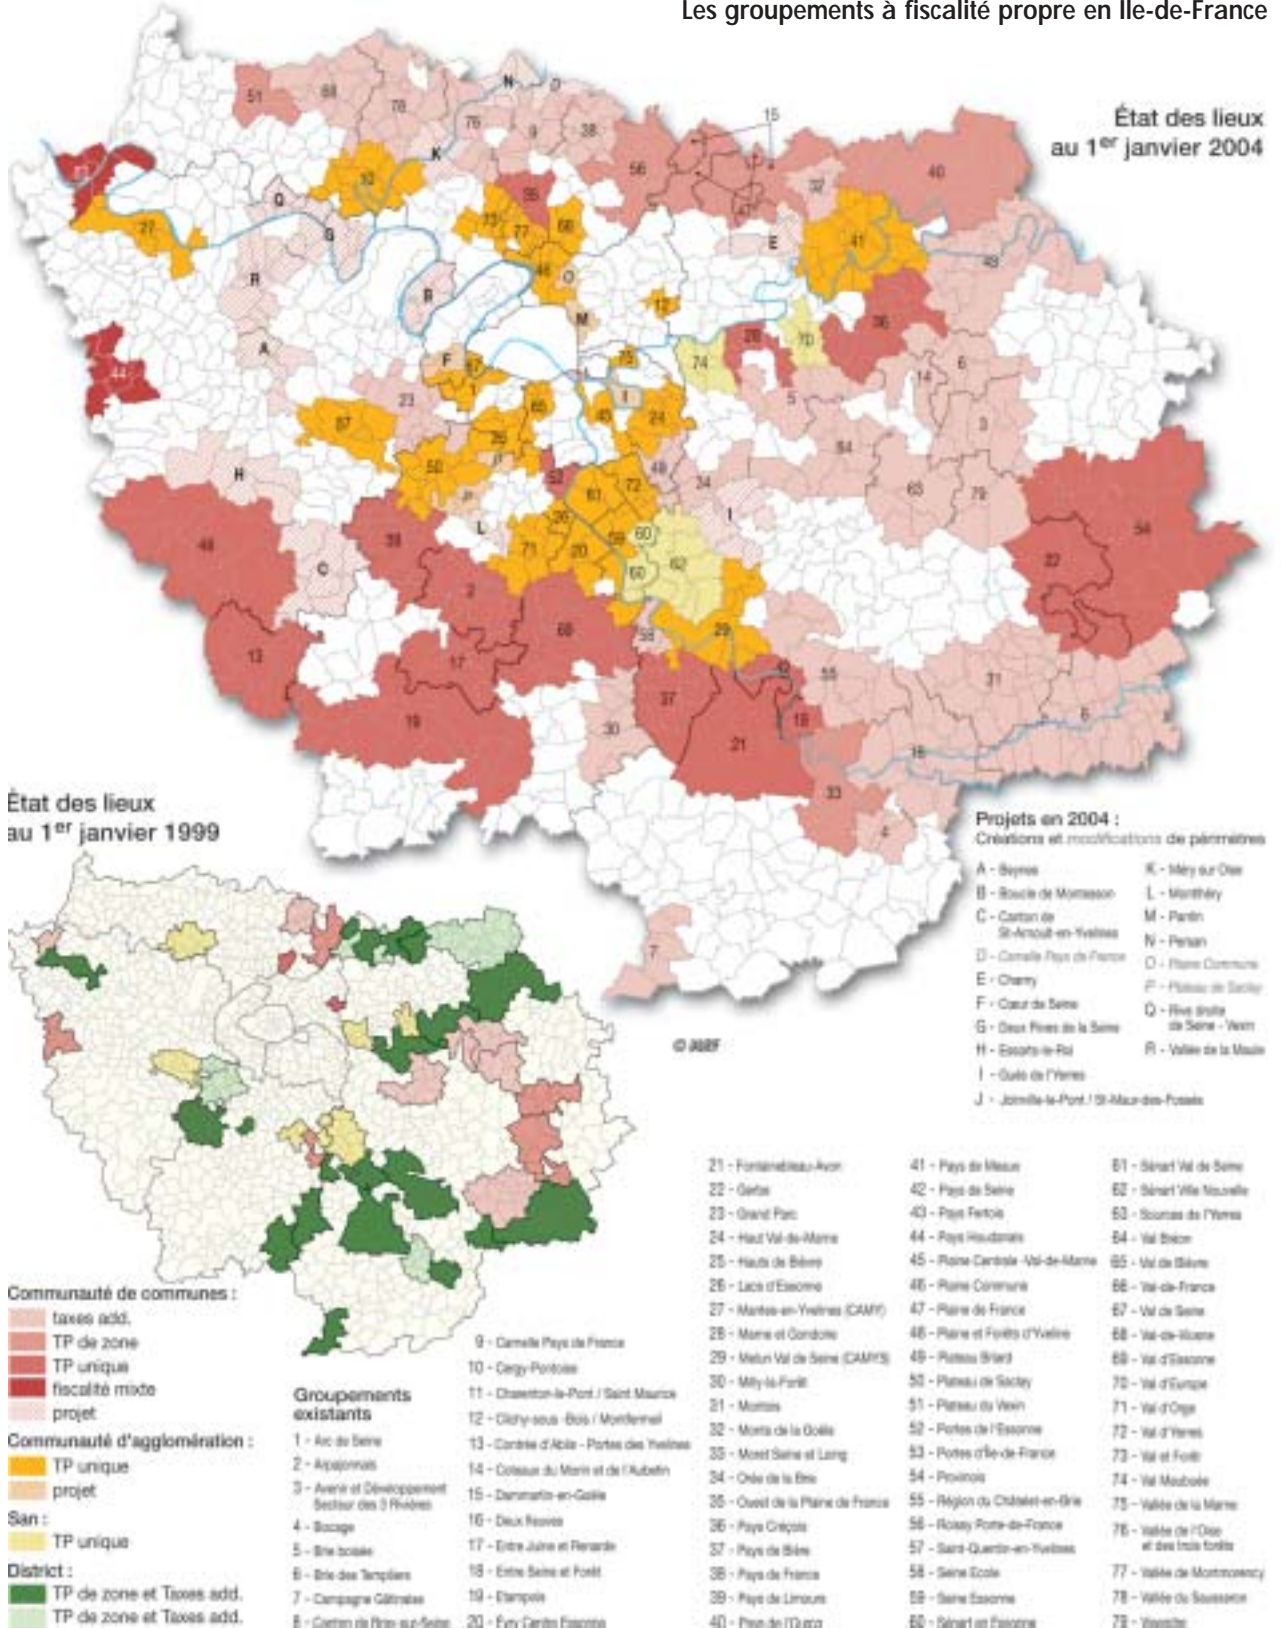 Les groupements à fiscalité propre en Ile-de-France
État des lieux
au 1er janvier 2004
État des lieux
au 1er janvier 1999
Projets en 2004 :
Créations et modifications de périmètres
A - Beynes
B - Boucle de Montesson
C - Canton de
St-Arnoult-en-Yvelines
D - Carnelle Pays de France
E - Charny
F - Cœur de Seine
G - Deux Rives de la Seine
H - Essarts-le-Roi
I - Gués de l'Yerres
J - Joinville-le-Pont / St-Maur-des-Fossés
K - Méry sur Oise
L - Montlhéry
M - Pantin
N - Persan
O - Plaine Commune
P - Plateau de Saclay
Q - Rive droite
de Seine - Vexin
R - Vallée de la Mauldre
Communauté de communes :
taxes add.
TP de zone
TP unique
fiscalité mixte
projet
Communauté d'agglomération :
TP unique
projet
San :
TP unique
District :
TP de zone et Taxes add.
TP de zone et Taxes add.
Groupements
existants
1 - Arc de Seine
2 - Arpajonnais
3 - Avenir et Développement
Secteur des 3 Rivières
4 - Bocage
5 - Brie boisée
6 - Brie des Templiers
7 - Campagne Gâtinaise
8 - Canton de Bray-sur-Seine
9 - Carnelle Pays de France
10 - Cergy-Pontoise
11 - Charenton-le-Pont / Saint Maurice
12 - Clichy-sous-Bois / Montfermeil
13 - Contrée d'Ablis - Portes des Yvelines
14 - Coteaux du Morin et de l'Aubetin
15 - Dammartin-en-Goële
16 - Deux fleuves
17 - Entre Juine et Renarde
18 - Entre Seine et Forêt
19 - Etampois
20 - Evry Centre Essonne
21 - Fontainebleau-Avon
22 - Gerbe
23 - Grand Parc
24 - Haut Val-de-Marne
25 - Hauts de Bièvre
26 - Lacs d'Essonne
27 - Mantes-en-Yvelines (CAMY)
28 - Marne et Gondoire
29 - Melun Val de Seine (CAMVS)
30 - Milly-la-Forêt
31 - Montois
32 - Monts de la Goële
33 - Moret Seine et Loing
34 - Orée de la Brie
35 - Ouest de la Plaine de France
36 - Pays Créçois
37 - Pays de Bière
38 - Pays de France
39 - Pays de Limours
40 - Pays de l'Ourcq
41 - Pays de Meaux
42 - Pays de Seine
43 - Pays Fertois
44 - Pays Houdanais
45 - Plaine Centrale - Val-de-Marne
46 - Plaine Commune
47 - Plaine de France
48 - Plaine et Forêts d'Yveline
49 - Plateau Briard
50 - Plateau de Saclay
51 - Plateau du Vexin
52 - Portes de l'Essonne
53 - Portes d'Île-de-France
54 - Provinois
55 - Région du Châtelet-en-Brie
56 - Roissy Porte-de-France
57 - Saint-Quentin-en-Yvelines
58 - Seine Ecole
59 - Seine Essonne
60 - Sénart en Essonne
61 - Sénart Val de Seine
62 - Sénart Ville Nouvelle
63 - Sources de l'Yerres
64 - Val Bréon
65 - Val de Bièvre
66 - Val-de-France
67 - Val de Seine
68 - Val-de-Viosne
69 - Val d'Essonne
70 - Val d'Europe
71 - Val d'Orge
72 - Val d'Yerres
73 - Val et Forêt
74 - Val Maubuée
75 - Vallée de la Marne
76 - Vallée de l'Oise
et des trois forêts
77 - Vallée de Montmorency
78 - Vallée du Sausseron